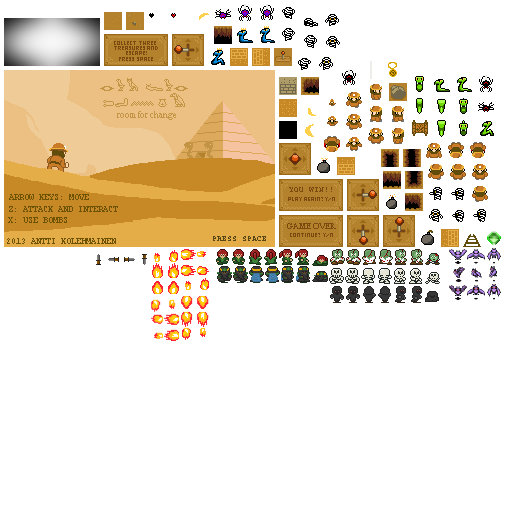 COLLECT THREE
TREASURES AND
ESCAPE!
PRESS SPACE
room for change
ARROW KEYS: MOVE
Z: ATTACK AND INTERACT
X: USE BOMBS
2013 ANTTI KOLEHMAINEN
PRESS SPACE
YOU WIN!!
PLAY AGAIN? Y/N
GAME OVER
CONTINUE? Y/N